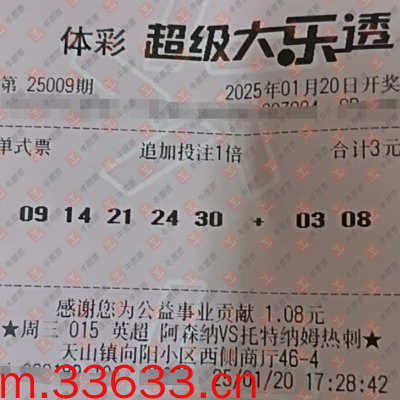 体彩 超级大乐透
第 25009期 2025年01月20日开奖
单式票 追加投注1倍 合计3元
09 14 21 24 30 + 03 08
感谢您为公益事业贡献 1.08元
★周三 015 英超 阿森纳VS托特纳姆热刺★
天山镇向阳小区西侧商厅46-4
25/01/20 17:28:42
m.33633.cn